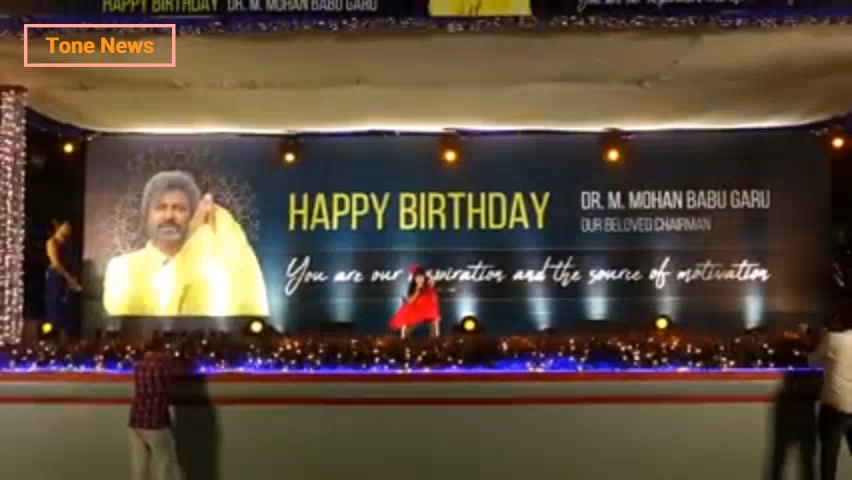 HAPPY BIRTHDAY DR. M. MOHAN BABU GARU
Tone News
HAPPY BIRTHDAY
DR. M. MOHAN BABU GARU
OUR BELOVED CHAIRMAN
You are our inspiration and the source of motivation